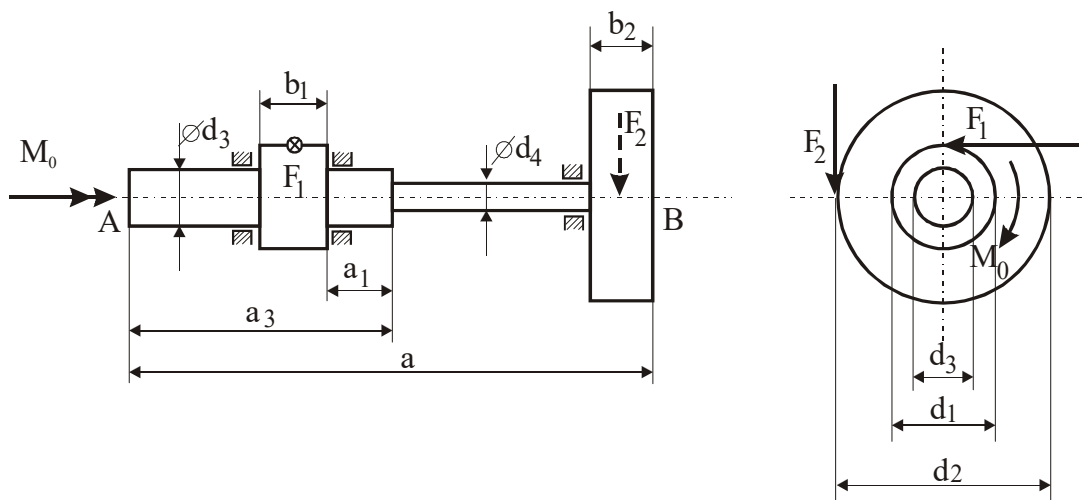 b₂
b₁
⌀d₃
M₀
F₂
⌀d₄
F₁
A
B
a₁
a₃
a
F₁
F₂
M₀
d₃
d₁
d₂